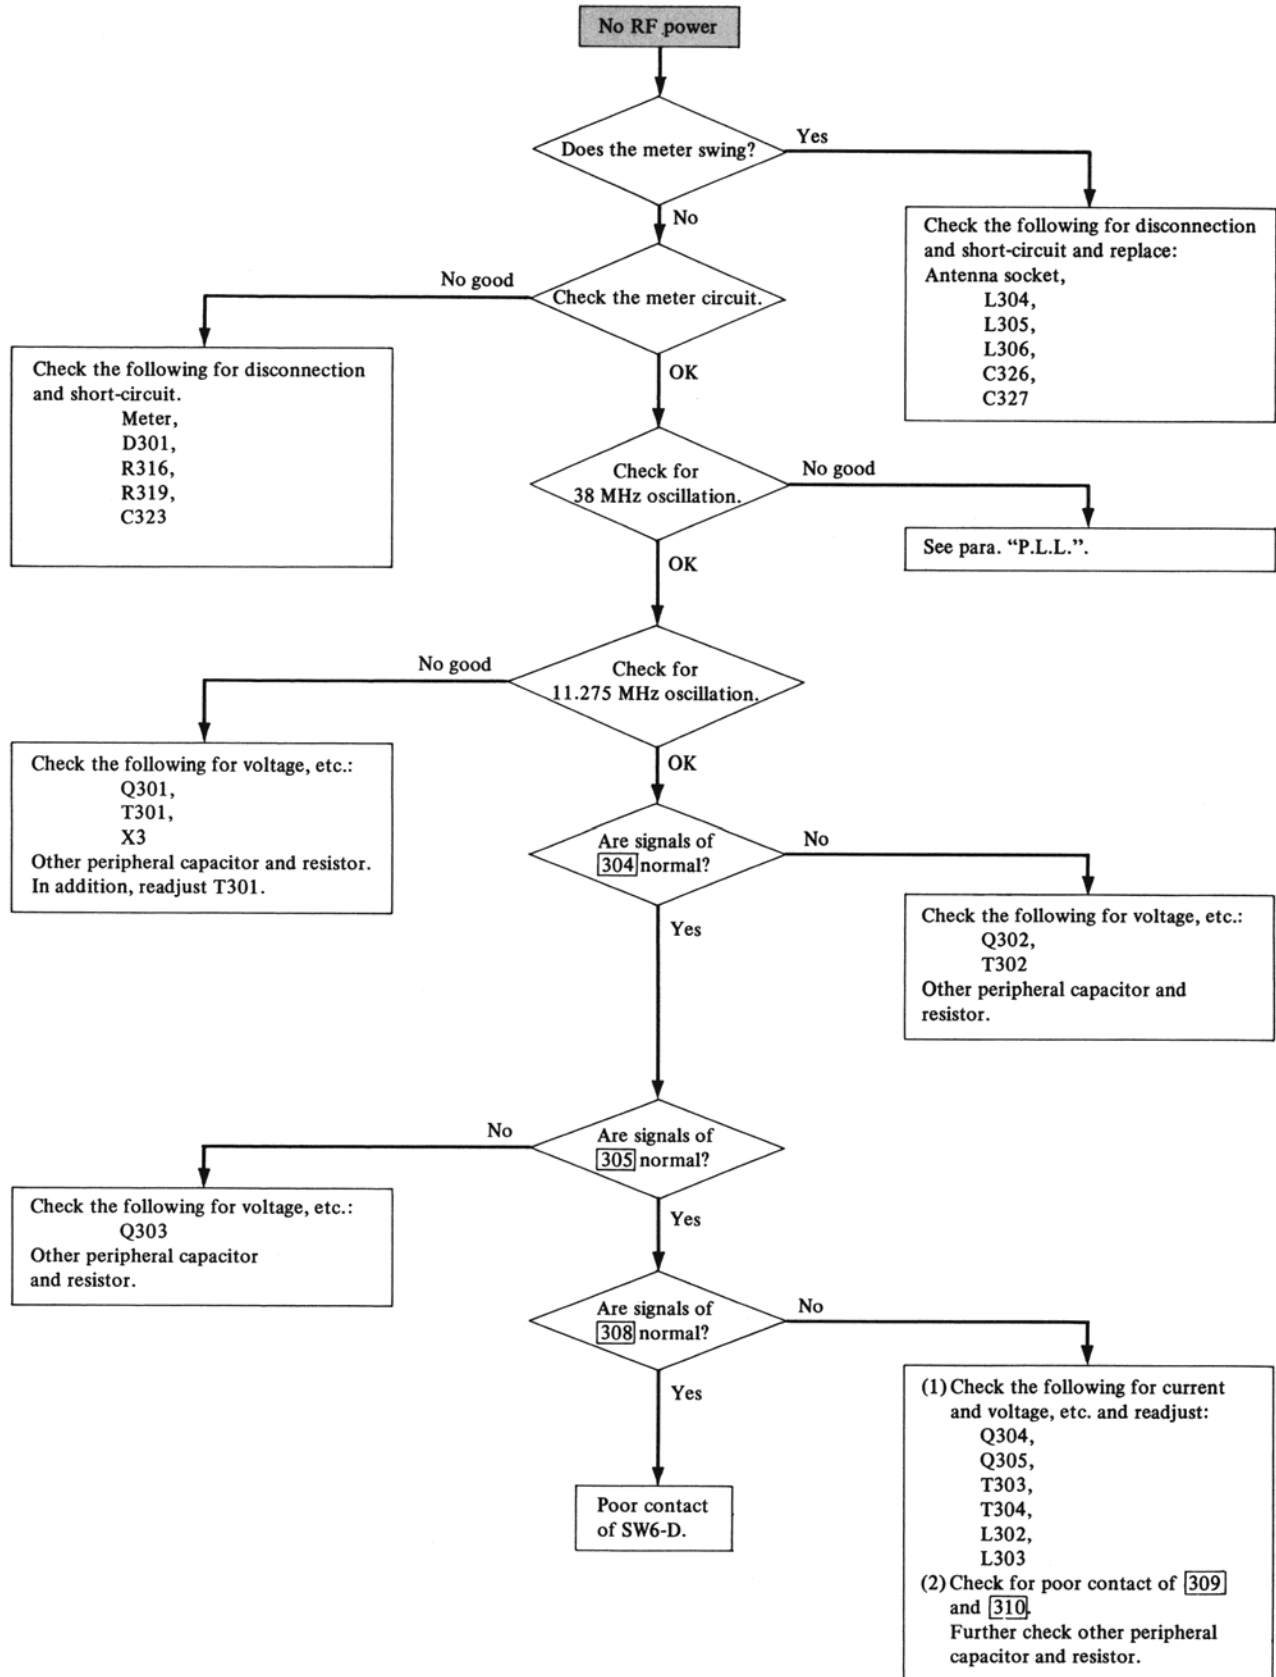 No RF power
Does the meter swing?
Yes
No
Check the following for disconnection
and short-circuit and replace:
Antenna socket,
L304,
L305,
L306,
C326,
C327
Check the meter circuit.
No good
OK
Check the following for disconnection
and short-circuit.
Meter,
D301,
R316,
R319,
C323
Check for
38 MHz oscillation.
No good
OK
See para. “P.L.L.”.
Check for
11.275 MHz oscillation.
No good
OK
Check the following for voltage, etc.:
Q301,
T301,
X3
Other peripheral capacitor and resistor.
In addition, readjust T301.
Are signals of
304 normal?
No
Yes
Check the following for voltage, etc.:
Q302,
T302
Other peripheral capacitor and
resistor.
Are signals of
305 normal?
No
Yes
Check the following for voltage, etc.:
Q303
Other peripheral capacitor
and resistor.
Are signals of
308 normal?
No
Yes
Poor contact
of SW6-D.
(1) Check the following for current
and voltage, etc. and readjust:
Q304,
Q305,
T303,
T304,
L302,
L303
(2) Check for poor contact of 309
and 310.
Further check other peripheral
capacitor and resistor.